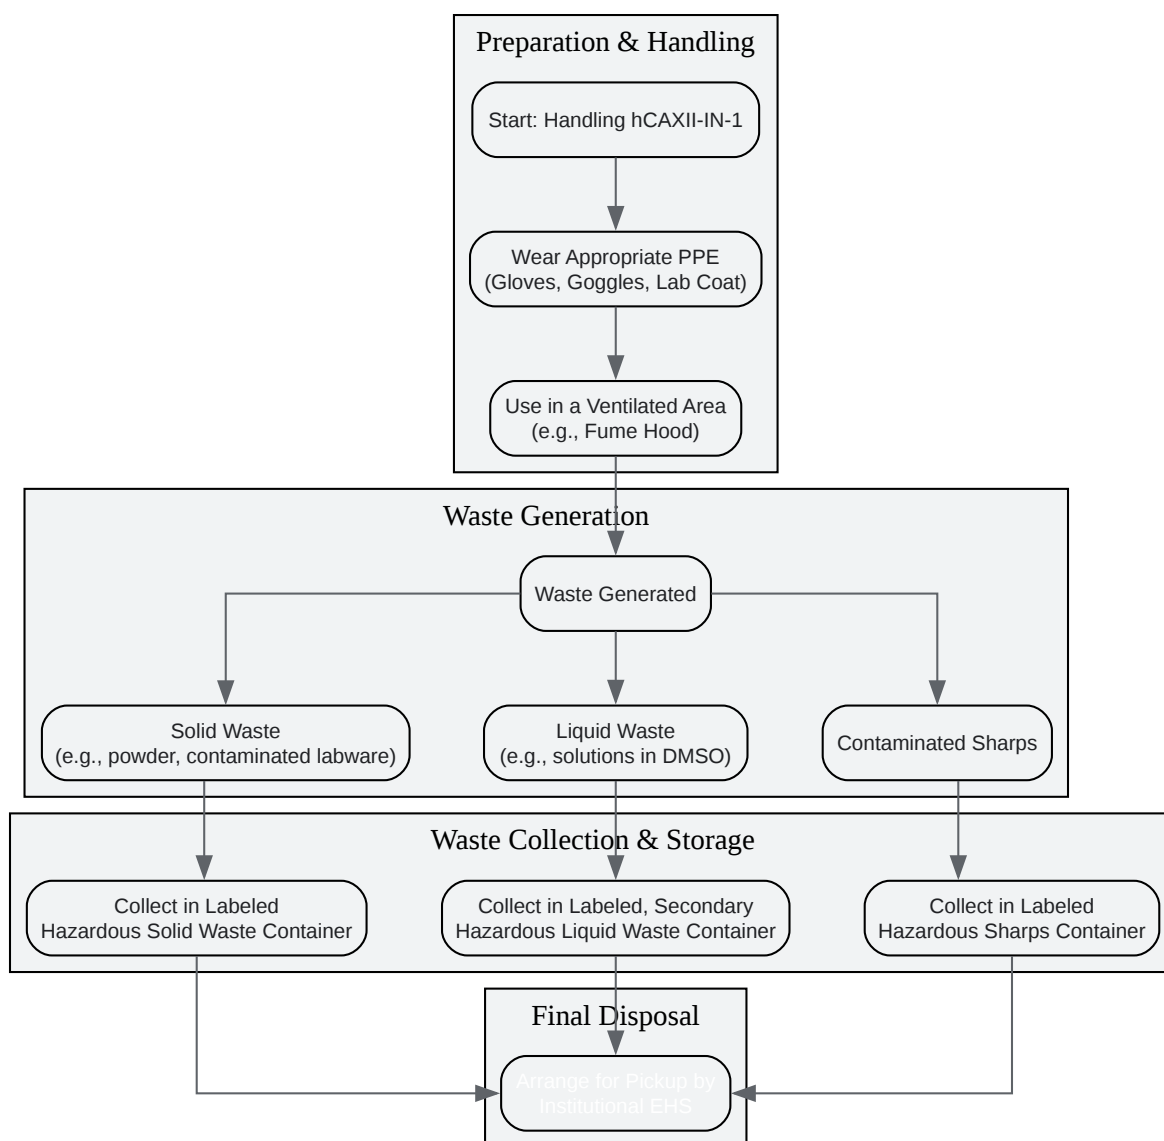 Preparation & Handling
Start: Handling hCAXII-IN-1
Wear Appropriate PPE
(Gloves, Goggles, Lab Coat)
Use in a Ventilated Area
(e.g., Fume Hood)
Waste Generation
Waste Generated
Solid Waste
(e.g., powder, contaminated labware)
Liquid Waste
(e.g., solutions in DMSO)
Contaminated Sharps
Waste Collection & Storage
Collect in Labeled
Hazardous Solid Waste Container
Collect in Labeled, Secondary
Hazardous Liquid Waste Container
Collect in Labeled
Hazardous Sharps Container
Final Disposal
Arrange for Pickup by
Institutional EHS